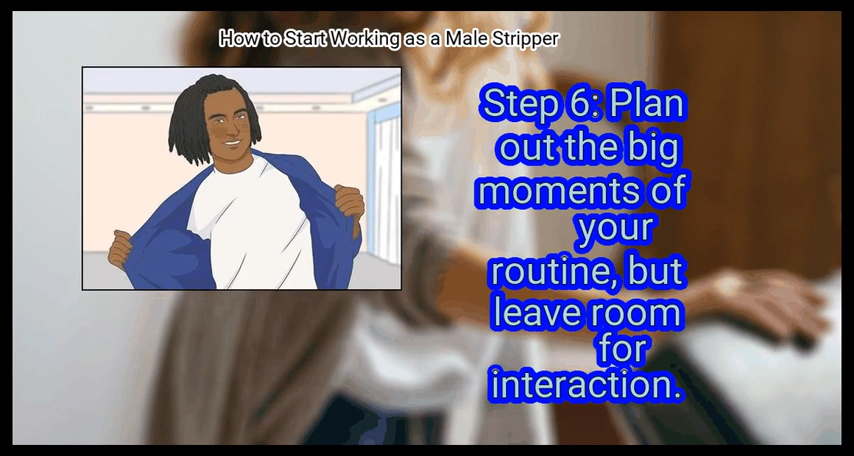 How to Start Working as a Male Stripper
Step 6: Plan
out the big
moments of
your
routine, but
leave room
for
interaction.